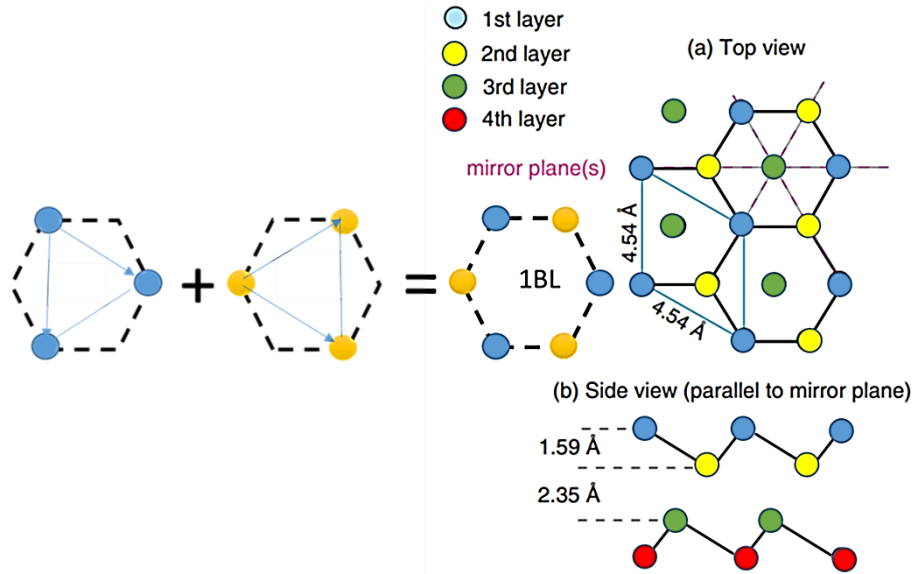 1st layer
2nd layer
3rd layer
4th layer
(a) Top view
mirror plane(s)
4.54 Å
4.54 Å
+
=
1BL
(b) Side view (parallel to mirror plane)
1.59 Å
2.35 Å